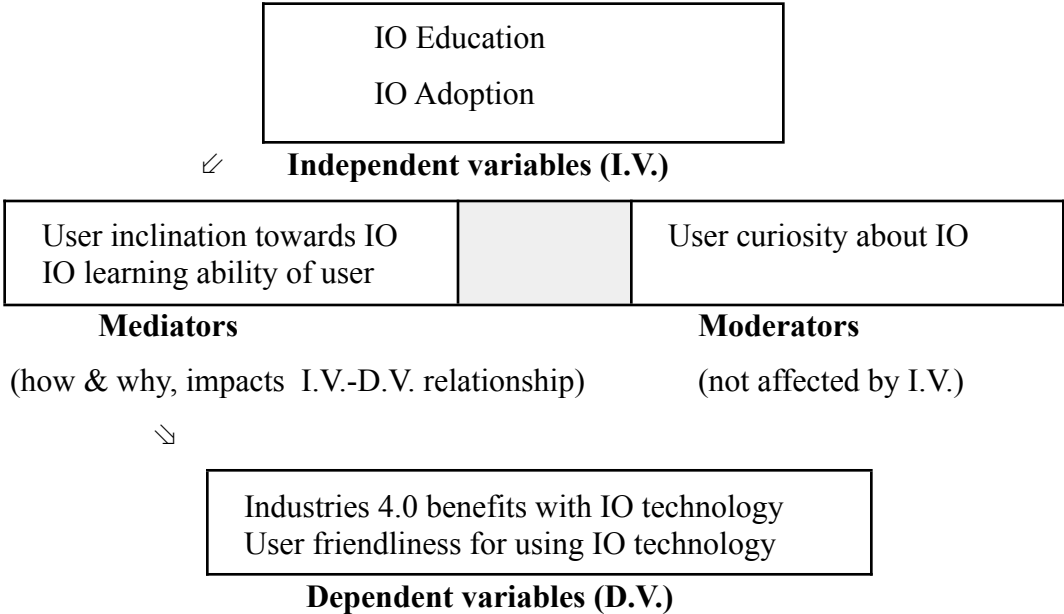 IO Education
IO Adoption
Independent variables (I.V.)
User inclination towards IO
IO learning ability of user
User curiosity about IO
Mediators
Moderators
(how & why, impacts I.V.-D.V. relationship)
(not affected by I.V.)
Industries 4.0 benefits with IO technology
User friendliness for using IO technology
Dependent variables (D.V.)